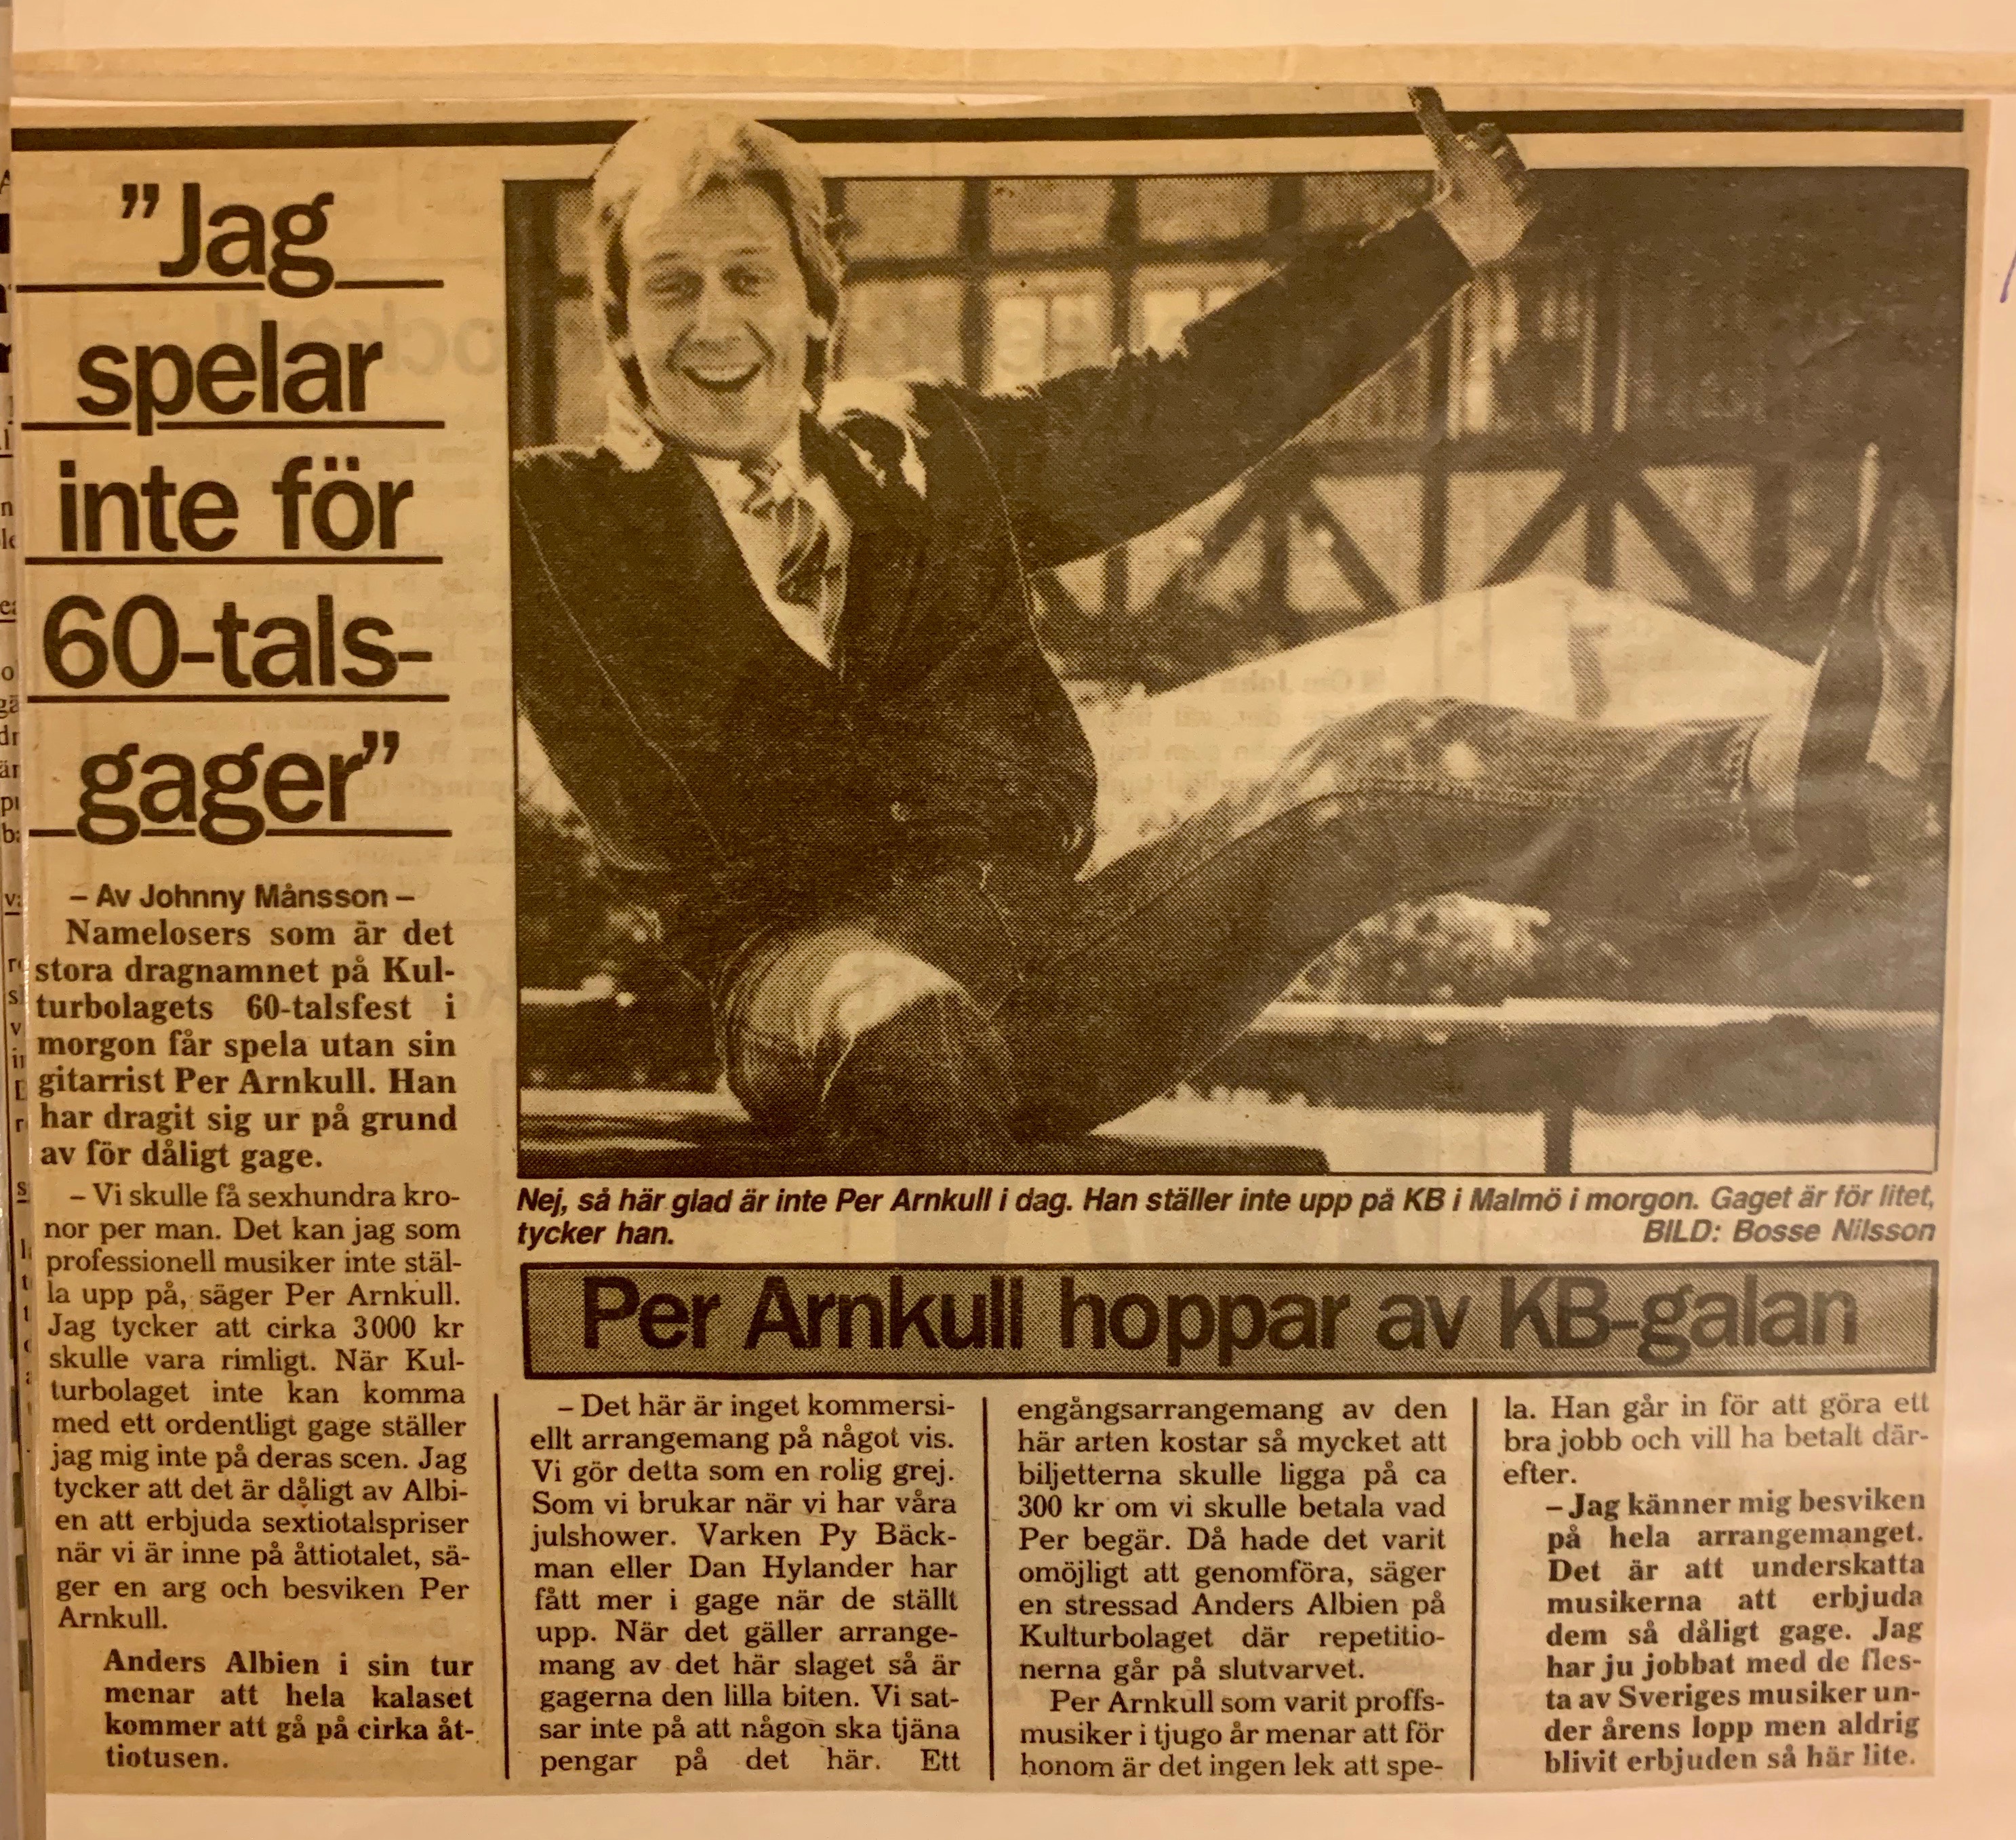 ”Jag
spelar
inte för
60-tals-
gager”
– Av Johnny Månsson –
Namelosers som är det
stora dragnamnet på Kul-
turbolagets 60-talsfest i
morgon får spela utan sin
gitarrist Per Arnkull. Han
har dragit sig ur på grund
av för dåligt gage.
– Vi skulle få sexhundra kro-
nor per man. Det kan jag som
professionell musiker inte stäl-
la upp på, säger Per Arnkull.
Jag tycker att cirka 3000 kr
skulle vara rimligt. När Kul-
turbolaget inte kan komma
med ett ordentligt gage ställer
jag mig inte på deras scen. Jag
tycker att det är dåligt av Albi-
en att erbjuda sextiotalspriser
när vi är inne på åttiotalet, sä-
ger en arg och besviken Per
Arnkull.
Anders Albien i sin tur
menar att hela kalaset
kommer att gå på cirka åt-
tiotusen.
Nej, så här glad är inte Per Arnkull i dag. Han ställer inte upp på KB i Malmö i morgon. Gaget är för litet,
tycker han. BILD: Bosse Nilsson
Per Arnkull hoppar av KB-galan
– Det här är inget kommersi-
ellt arrangemang på något vis.
Vi gör detta som en rolig grej.
Som vi brukar när vi har våra
julshower. Varken Py Bäck-
man eller Dan Hylander har
fått mer i gage när de ställt
upp. När det gäller arrange-
mang av det här slaget så är
gagerna den lilla biten. Vi sat-
sar inte på att någon ska tjäna
pengar på det här. Ett
engångsarrangemang av den
här arten kostar så mycket att
biljetterna skulle ligga på ca
300 kr om vi skulle betala vad
Per begär. Då hade det varit
omöjligt att genomföra, säger
en stressad Anders Albien på
Kulturbolaget där repetitio-
nerna går på slutvarvet.
Per Arnkull som varit proffs-
musiker i tjugo år menar att för
honom är det ingen lek att spe-
la. Han går in för att göra ett
bra jobb och vill ha betalt där-
efter.
– Jag känner mig besviken
på hela arrangemanget.
Det är att underskatta
musikerna att erbjuda
dem så dåligt gage. Jag
har ju jobbat med de fles-
ta av Sveriges musiker un-
der årens lopp men aldrig
blivit erbjuden så här lite.